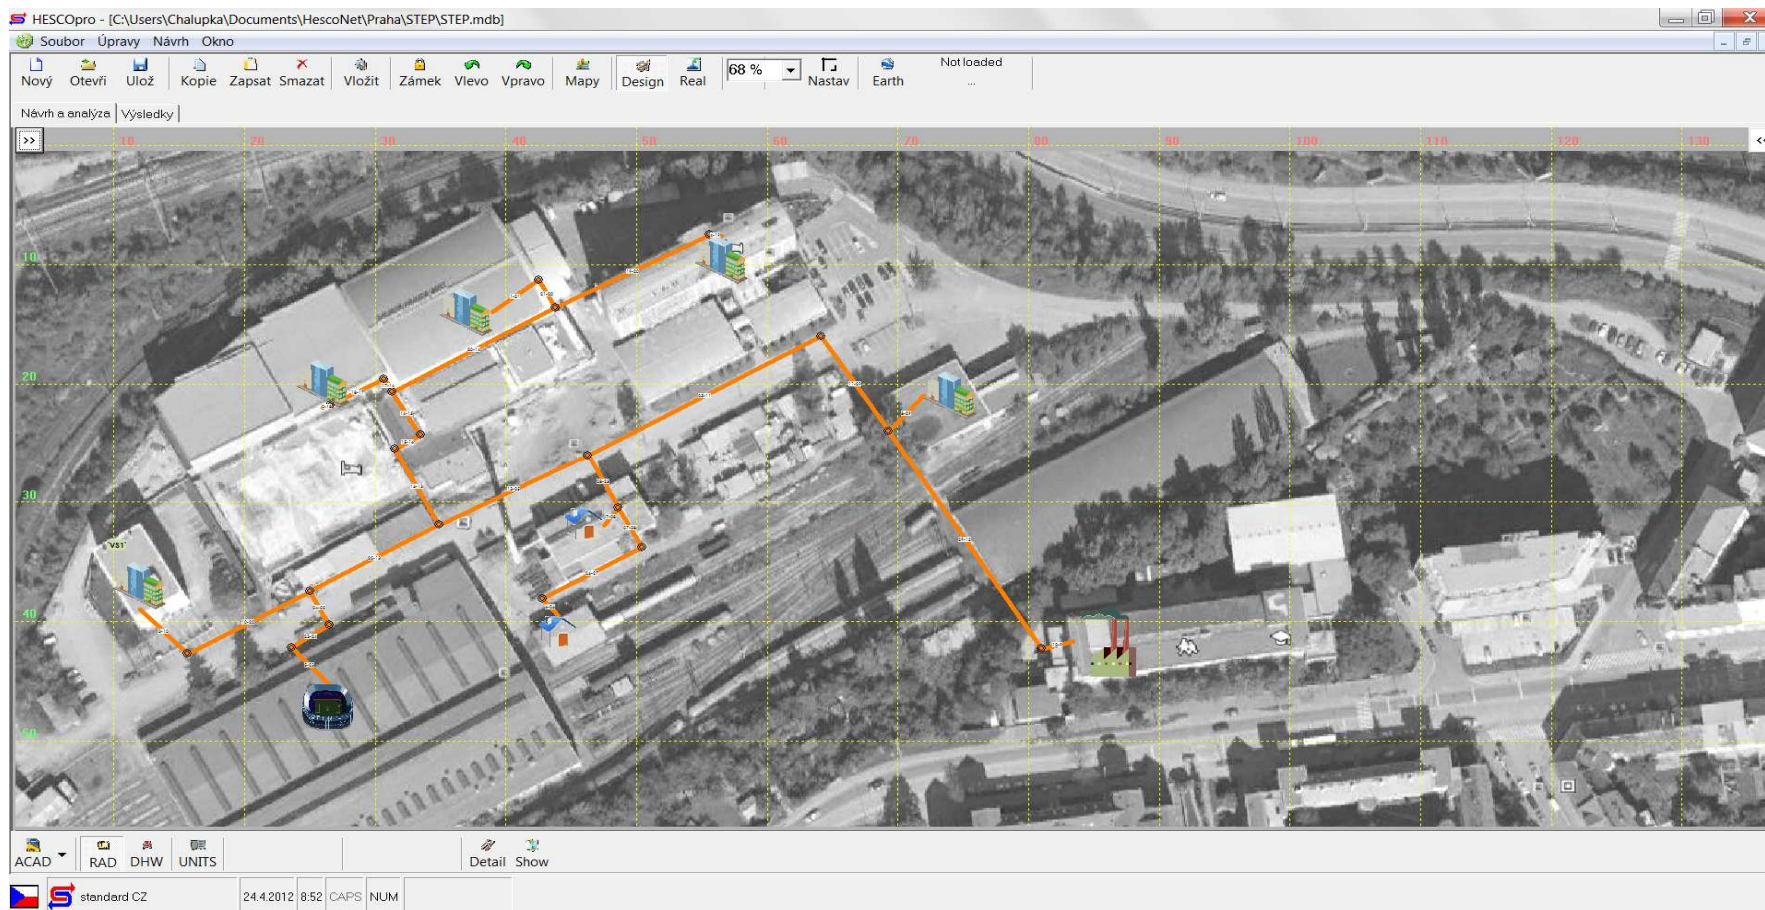 HESCOpro - [C:\Users\Chalupka\Documents\HescoNet\Praha\STEP\STEP.mdb]
Soubor Úpravy Návrh Okno
Nový Otevři Ulož Kopie Zapsat Smazat Vložit Zámek Vlevo Vpravo Mapy Design Real 68 % Nastav Earth Not loaded ...
Návrh a analýza Výsledky
>> 10 20 30 40 50 60 70 80 90 100 110 120 130
10
20
30
"VS1"
40
50
ACAD RAD DHW UNITS Detail Show
standard CZ 24.4.2012 8:52 CAPS NUM